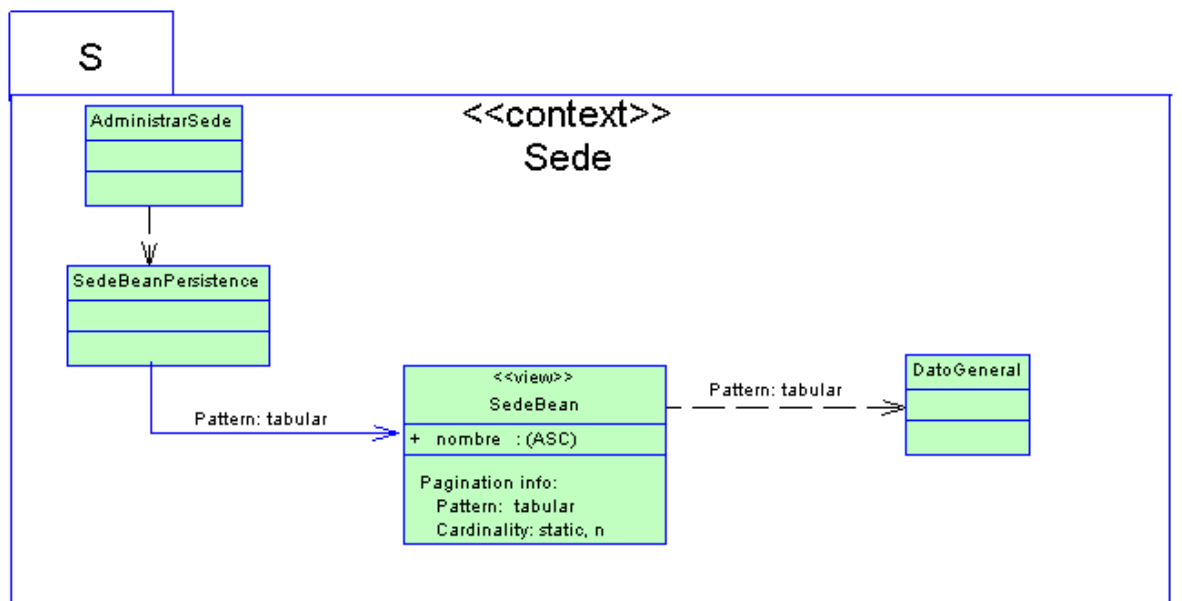 S
<<context>>
Sede
AdministrarSede
SedeBeanPersistence
Pattern: tabular
<<view>>
SedeBean
+ nombre : (ASC)
Pagination info:
Pattern: tabular
Cardinality: static, n
Pattern: tabular
DatoGeneral